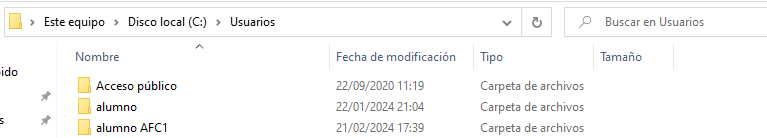 Este equipo > Disco local (C:) > Usuarios
Buscar en Usuarios
Nombre Fecha de modificación Tipo Tamaño
pido
Acceso público 22/09/2020 11:19 Carpeta de archivos
alumno 22/01/2024 21:04 Carpeta de archivos
s
alumno AFC1 21/02/2024 17:39 Carpeta de archivos